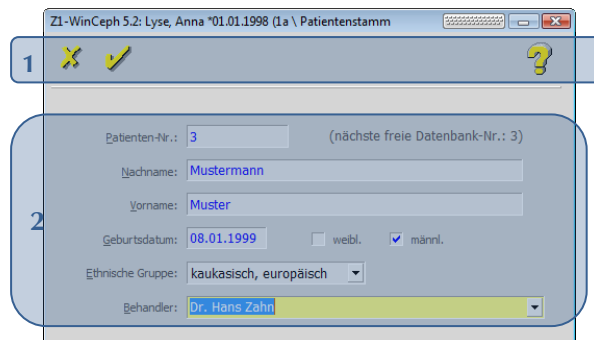 Z1-WinCeph 5.2: Lyse, Anna *01.01.1998 (1a \ Patientenstamm
1
?
Patienten-Nr.: 3 (nächste freie Datenbank-Nr.: 3)
Nachname: Mustermann
Vorname: Muster
2
Geburtsdatum: 08.01.1999 weibl. männl.
Ethnische Gruppe: kaukasisch, europäisch
Behandler: Dr. Hans Zahn